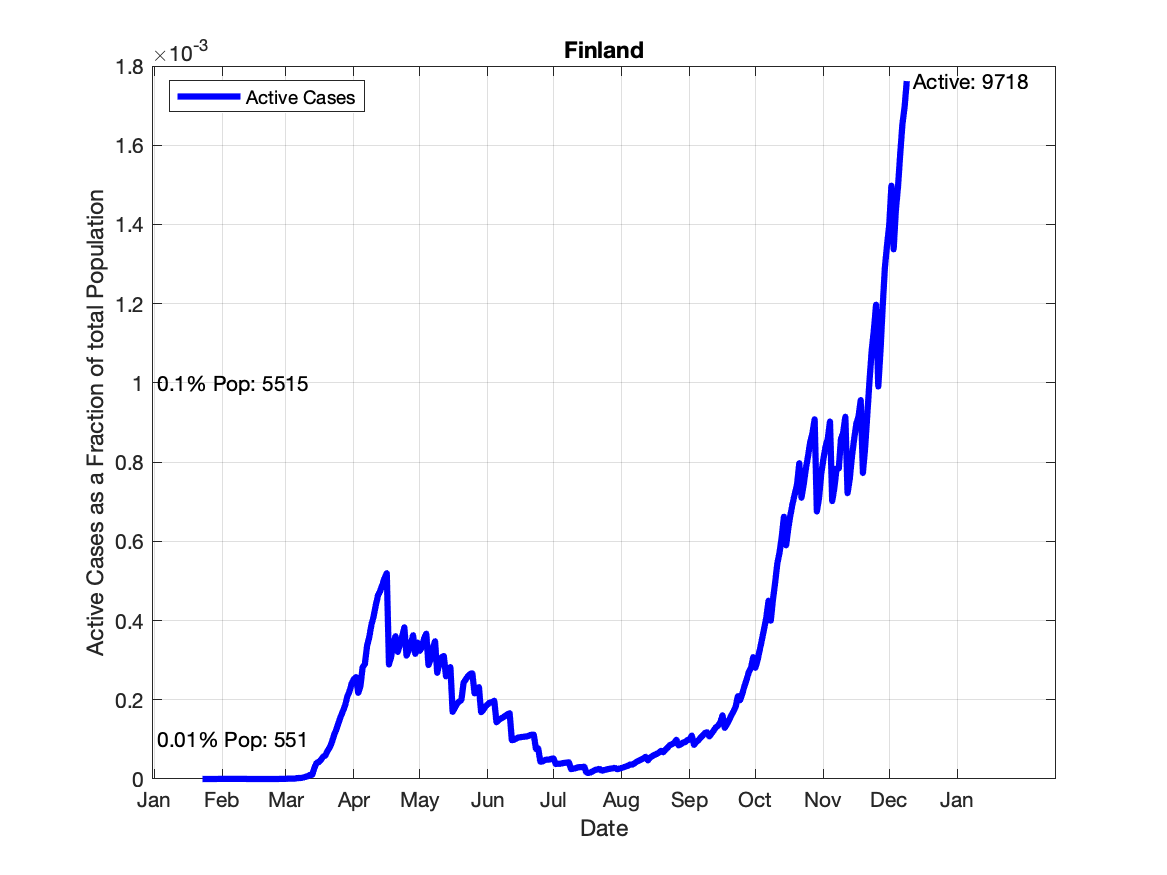 Finland
×10-3
1.8
1.6
1.4
1.2
1
0.8
0.6
0.4
0.2
0
Active Cases
Active: 9718
0.1% Pop: 5515
0.01% Pop: 551
Active Cases as a Fraction of total Population
Jan Feb Mar Apr May Jun Jul Aug Sep Oct Nov Dec Jan
Date